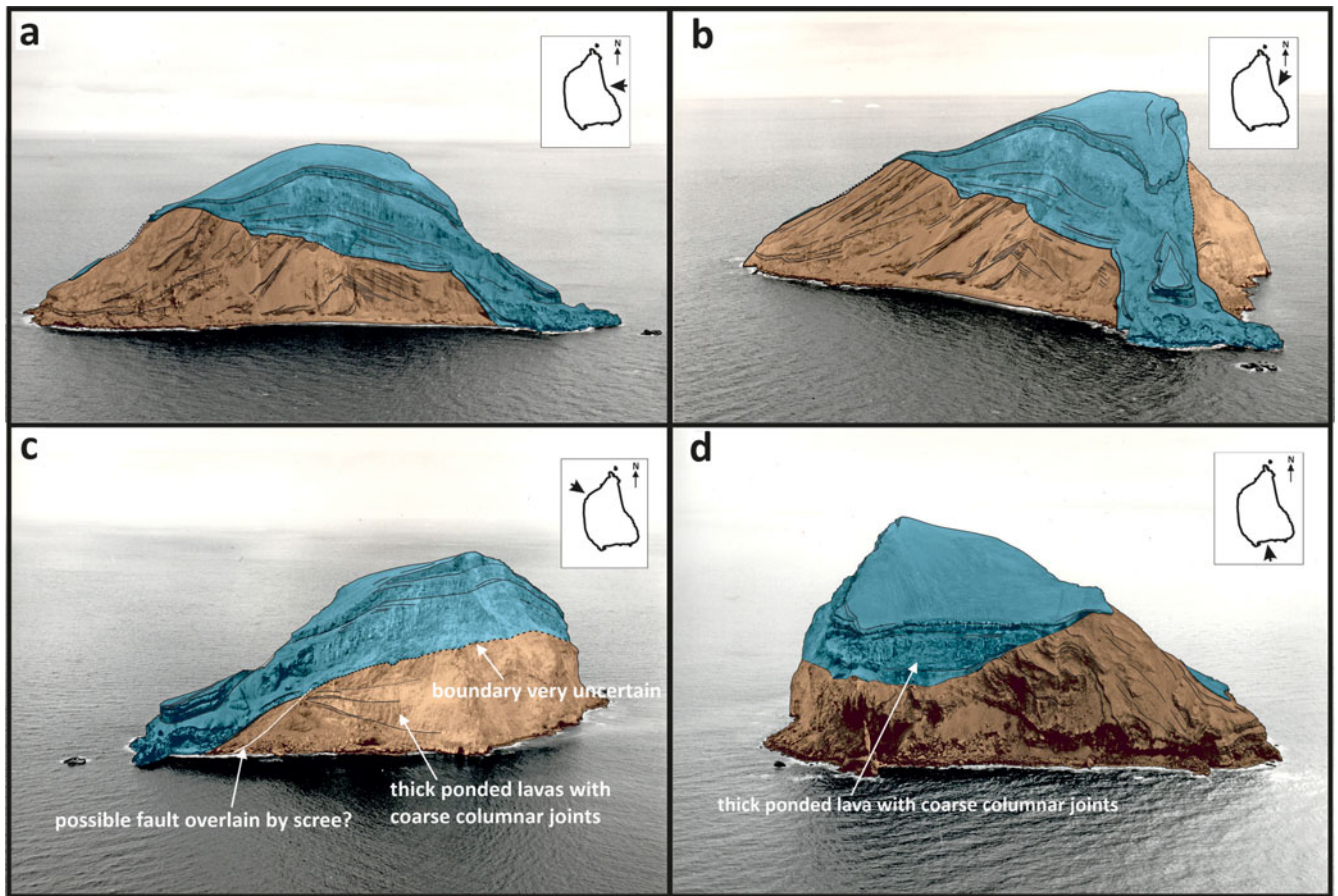 a
N
b
N
c
N
boundary very uncertain
thick ponded lavas with
coarse columnar joints
possible fault overlain by scree?
d
N
thick ponded lava with coarse columnar joints